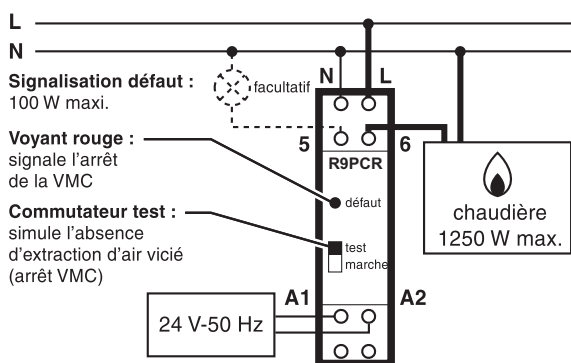 L
N
Signalisation défaut :
100 W maxi.
facultatif
N L
5 6
R9PCR
Voyant rouge :
signale l'arrêt
de la VMC
défaut
chaudière
1250 W max.
Commutateur test :
simule l'absence
d'extraction d'air vicié
(arrêt VMC)
test
marche
A1 A2
24 V-50 Hz